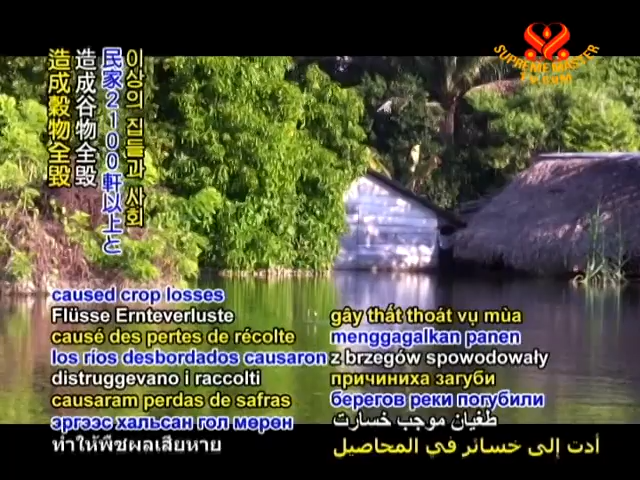 SUPREME MASTER
TV.COM
이상의 집들과 사회
民家2100軒以上と
造成谷物全毁
造成穀物全毀
caused crop losses
Flüsse Ernteverluste
causé des pertes de récolte
los ríos desbordados causaron
distruggevano i raccolti
causaram perdas de safras
эргээс хальсан гол мөрөн
ทำให้พืชผลเสียหาย
gây thất thoát vụ mùa
menggagalkan panen
z brzegów spowodowały
причиниха загуби
берегов реки погубили
طغیان موجب خسارت
أدت إلى خسائر في المحاصيل